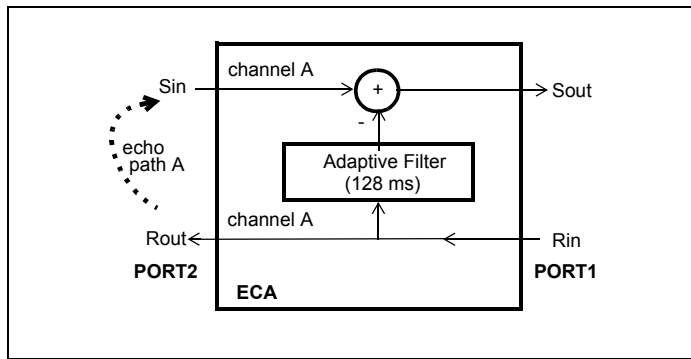 channel A
Sin
+
Sout
-
echo
path A
Adaptive Filter
(128 ms)
channel A
Rout
Rin
PORT2
PORT1
ECA